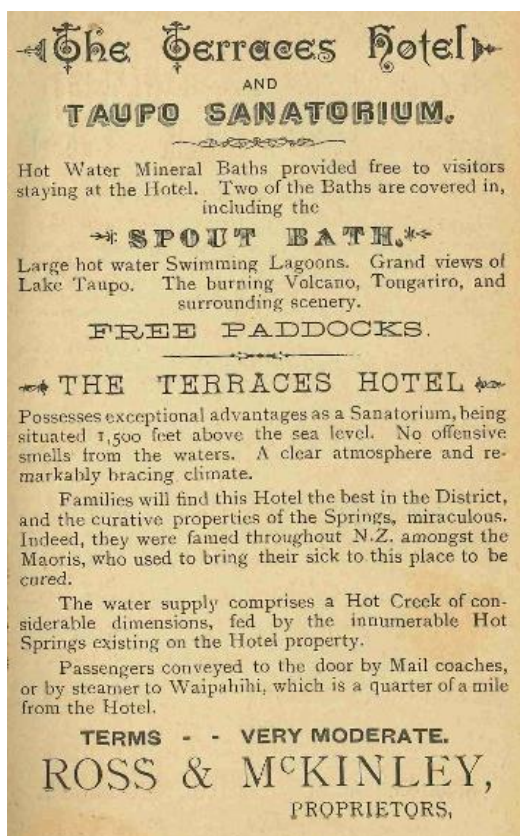 The Terraces Hotel
AND
TAUPO SANATORIUM.
Hot Water Mineral Baths provided free to visitors
staying at the Hotel. Two of the Baths are covered in,
including the
SPOUT BATH.
Large hot water Swimming Lagoons. Grand views of
Lake Taupo. The burning Volcano, Tongariro, and
surrounding scenery.
FREE PADDOCKS.
THE TERRACES HOTEL
Possesses exceptional advantages as a Sanatorium, being
situated 1,500 feet above the sea level. No offensive
smells from the waters. A clear atmosphere and re-
markably bracing climate.
Families will find this Hotel the best in the District,
and the curative properties of the Springs, miraculous.
Indeed, they were famed throughout N.Z. amongst the
Maoris, who used to bring their sick to this place to be
cured.
The water supply comprises a Hot Creek of con-
siderable dimensions, fed by the innumerable Hot
Springs existing on the Hotel property.
Passengers conveyed to the door by Mail coaches,
or by steamer to Waipahihi, which is a quarter of a mile
from the Hotel.
TERMS - - VERY MODERATE.
ROSS & McKINLEY,
PROPRIETORS,